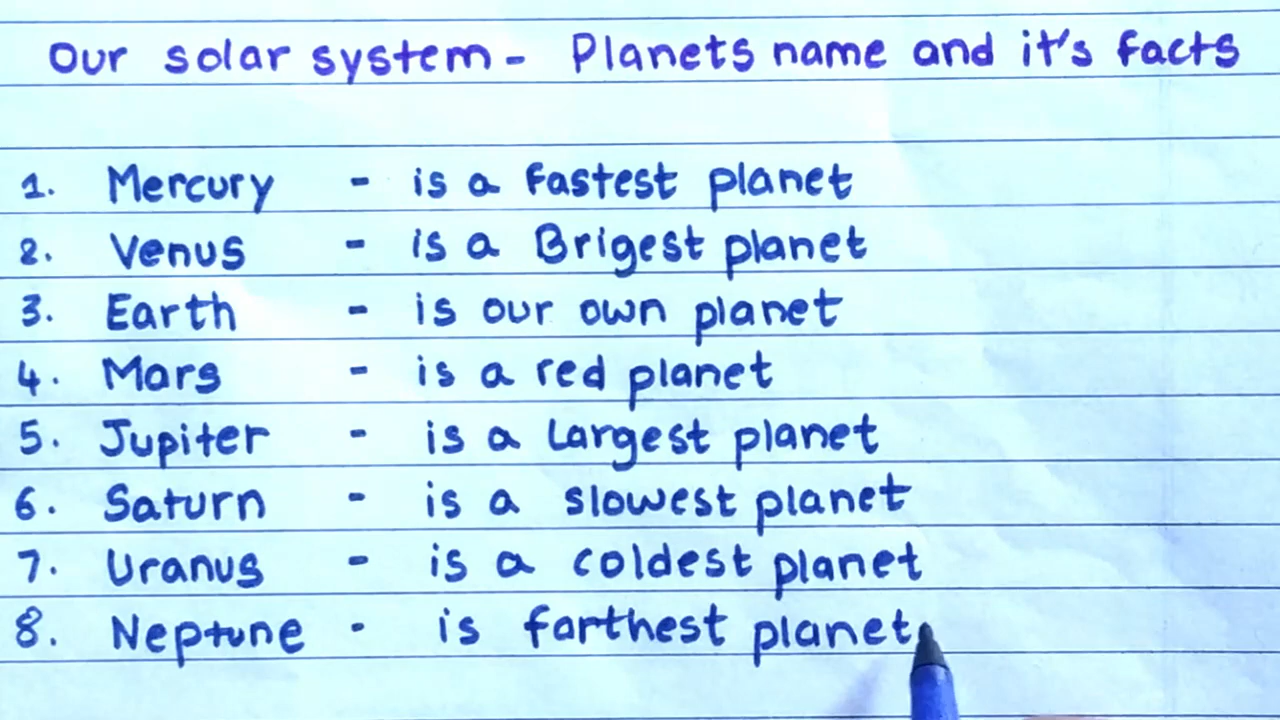 Our solar system - Planets name and it's facts
1. Mercury - is a fastest planet
2. Venus - is a Brigest planet
3. Earth - is our own planet
4. Mars - is a red planet
5. Jupiter - is a Largest planet
6. Saturn - is a slowest planet
7. Uranus - is a coldest planet
8. Neptune - is farthest planet